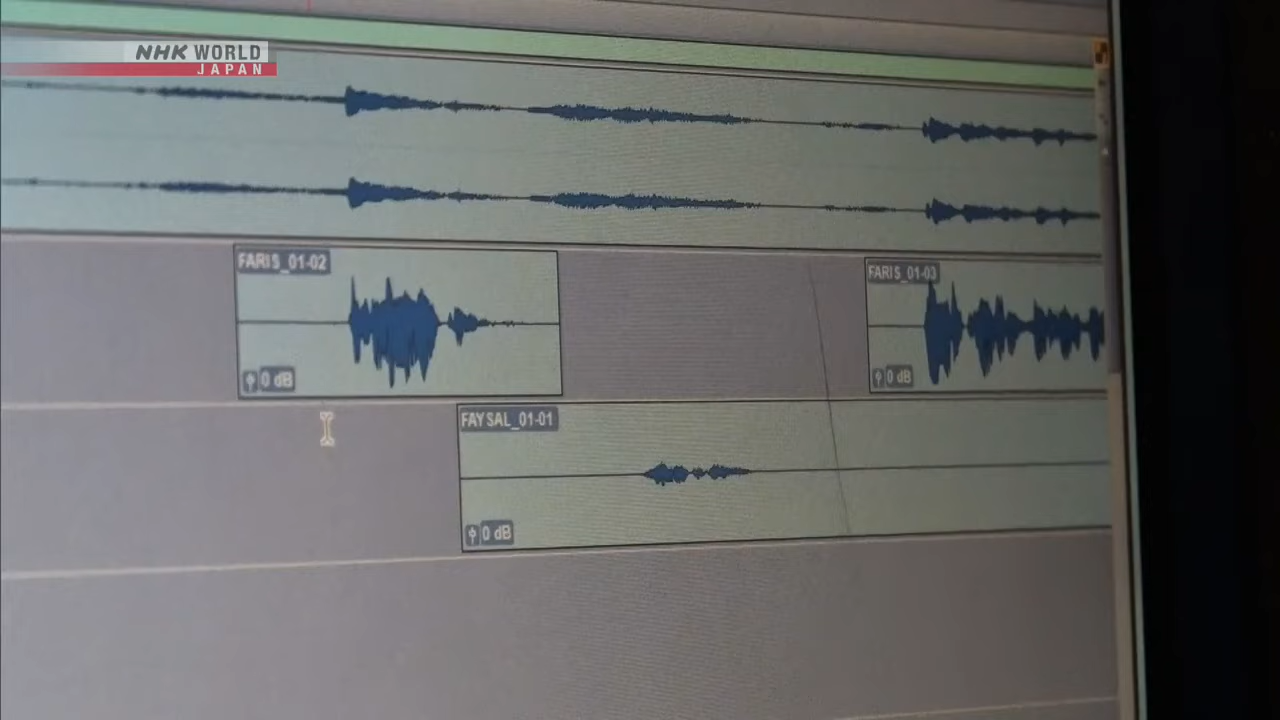 NHK WORLD
JAPAN
FARIS_01-02
FARIS_01-03
0 dB
0 dB
FAYSAL_01-01
0 dB